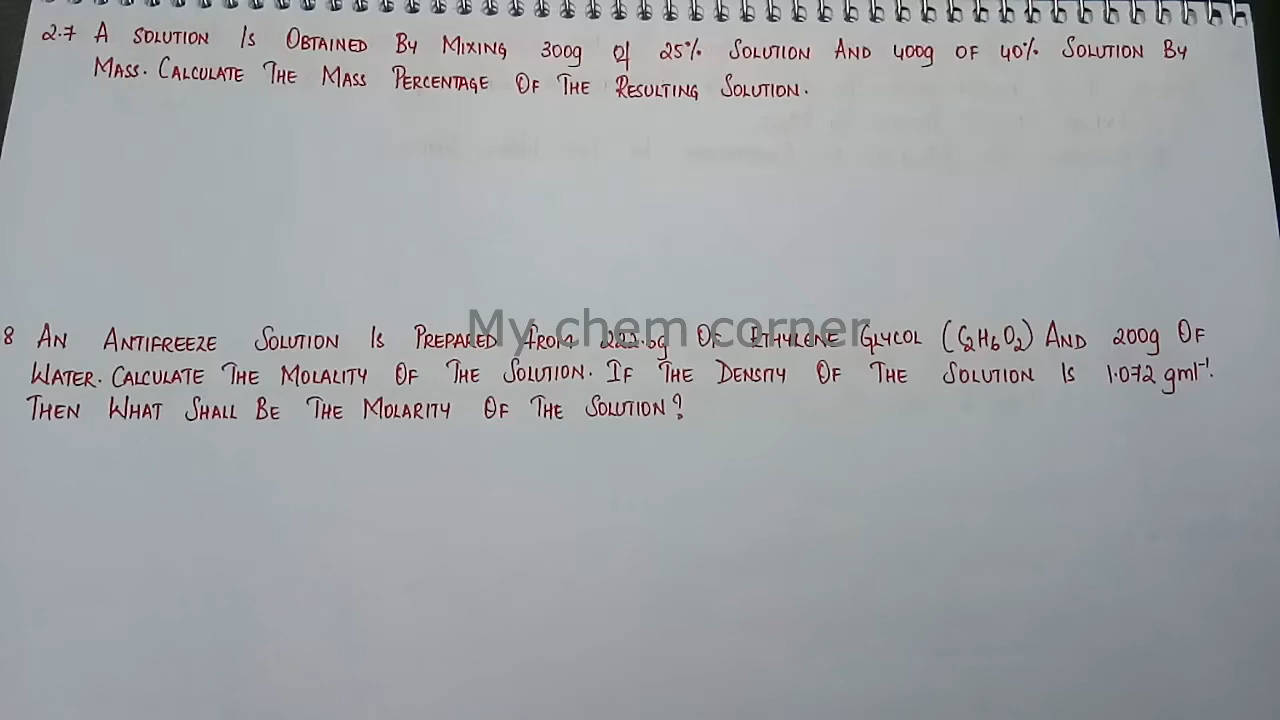 2.7 A SOLUTION IS OBTAINED BY MIXING 300g of 25% SOLUTION AND 400g OF 40% SOLUTION BY
MASS. CALCULATE THE MASS PERCENTAGE OF THE RESULTING SOLUTION.
My chem corner
8 AN ANTIFREEZE SOLUTION IS PREPARED FROM 222.6g OF ETHYLENE GLYCOL (C2H6O2) AND 200g OF
WATER. CALCULATE THE MOLALITY OF THE SOLUTION. IF THE DENSITY OF THE SOLUTION IS 1.072 gml-1.
THEN WHAT SHALL BE THE MOLARITY OF THE SOLUTION?